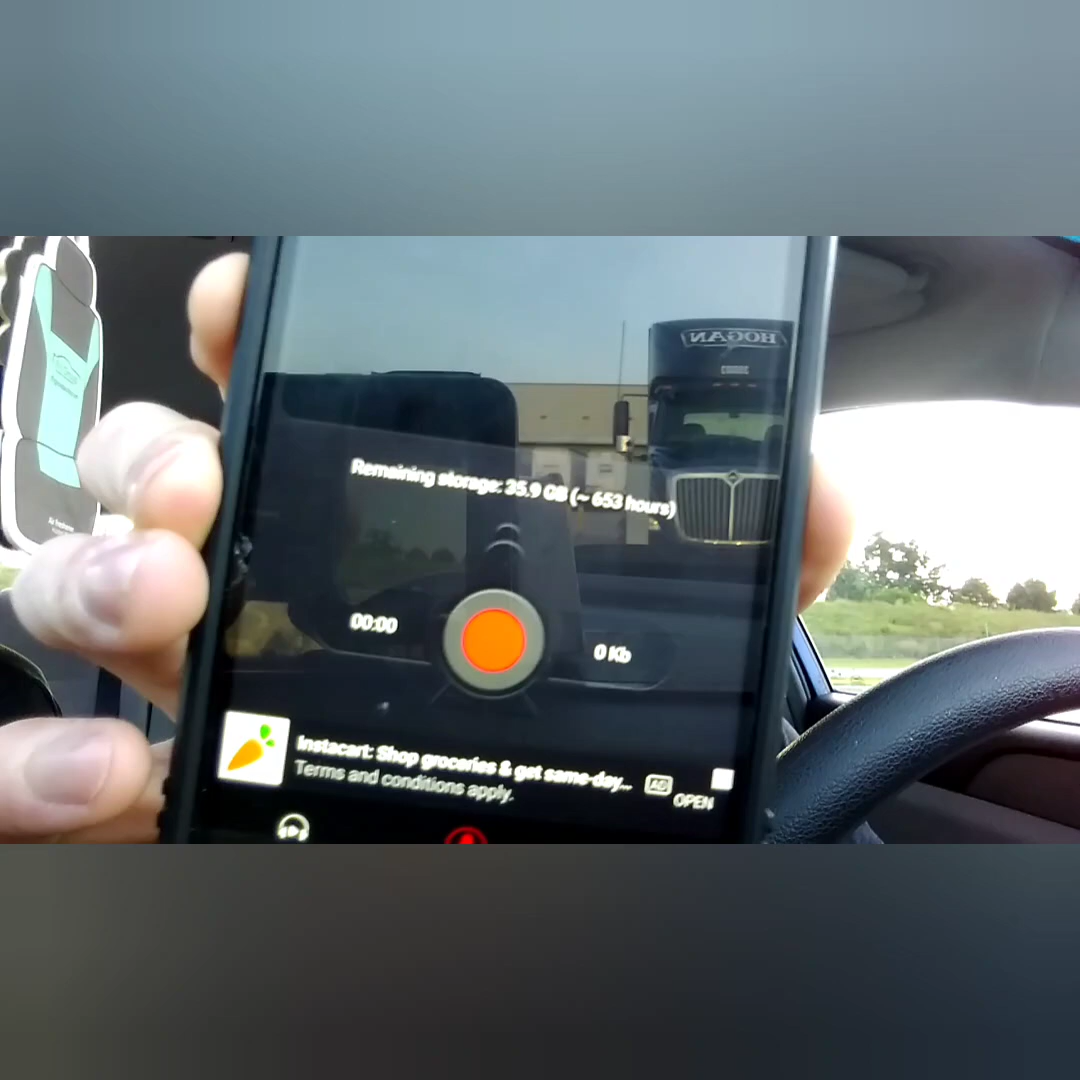 HOGAN
Remaining storage: 35.9 GB (~ 653 hours)
00:00
0 Kb
Instacart: Shop groceries & get same-day...
Terms and conditions apply.
AD
OPEN